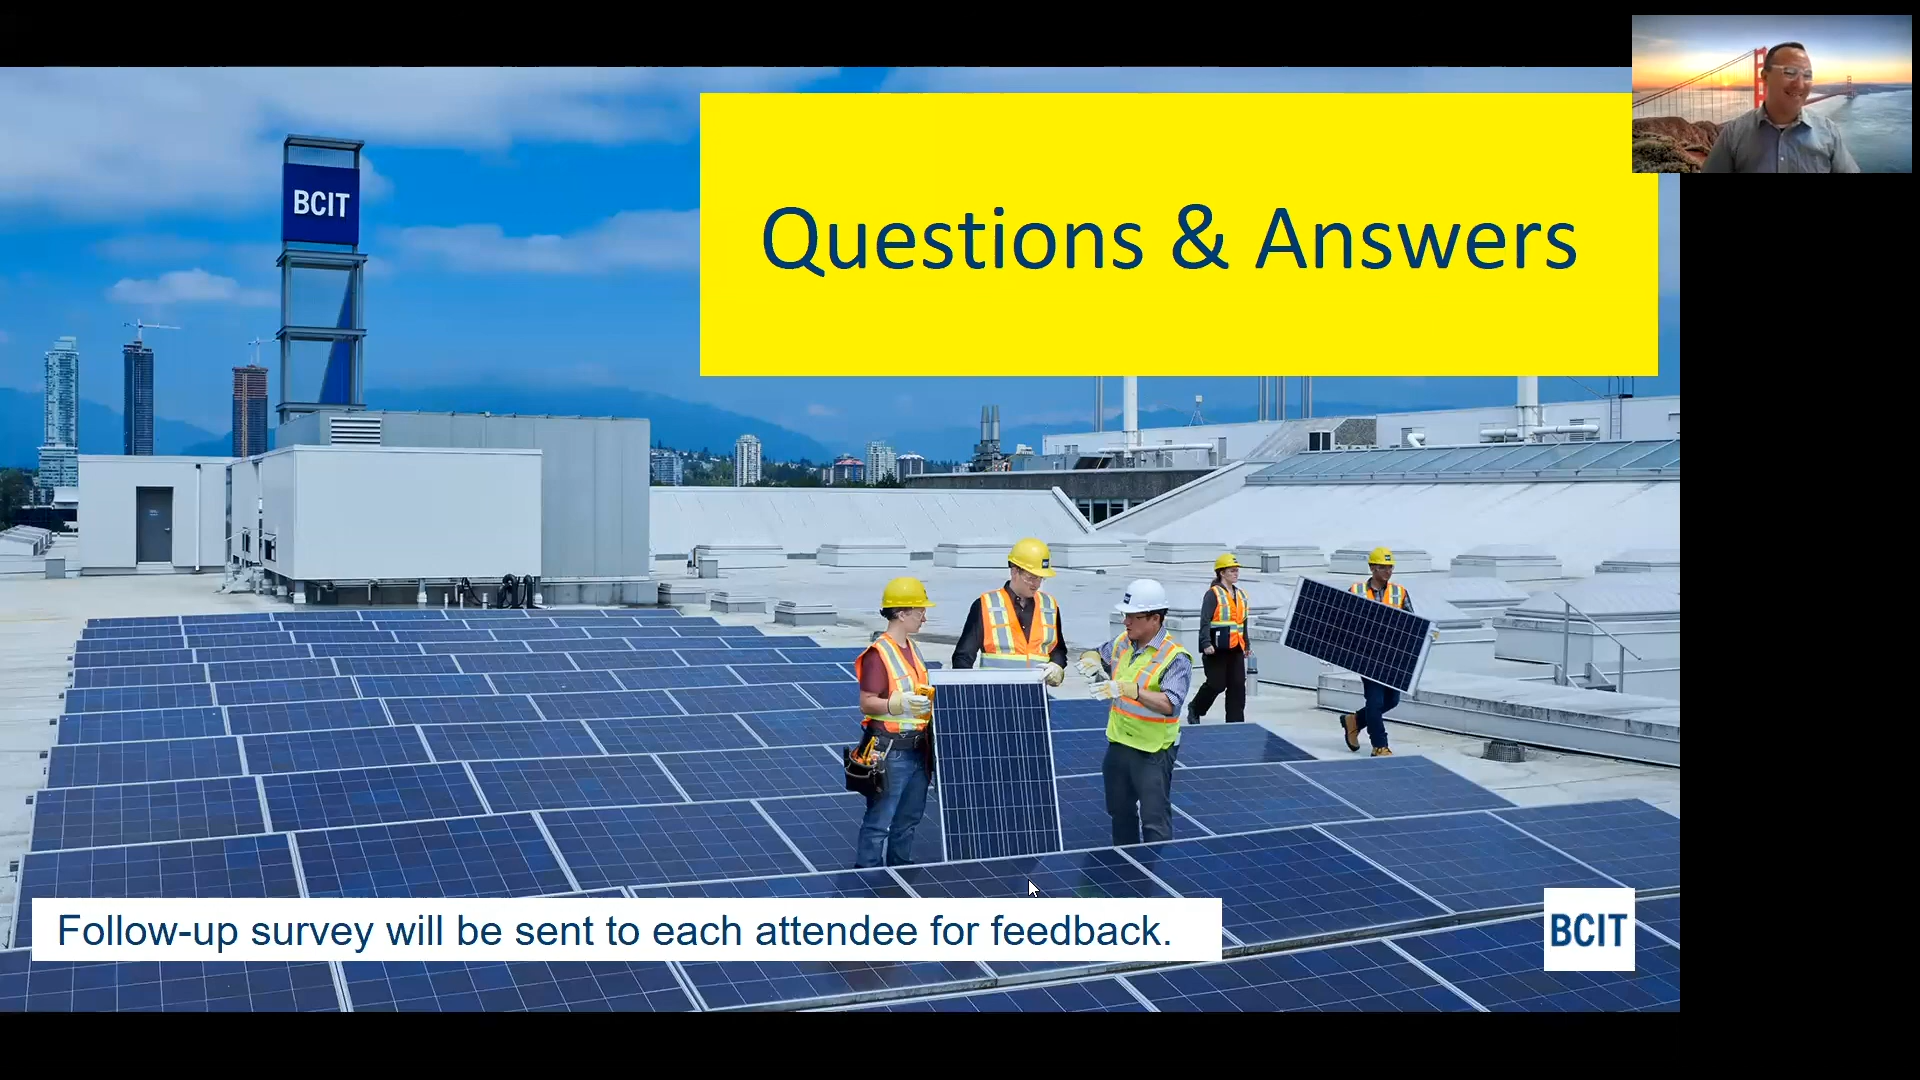 BCIT
Questions & Answers
Follow-up survey will be sent to each attendee for feedback.
BCIT